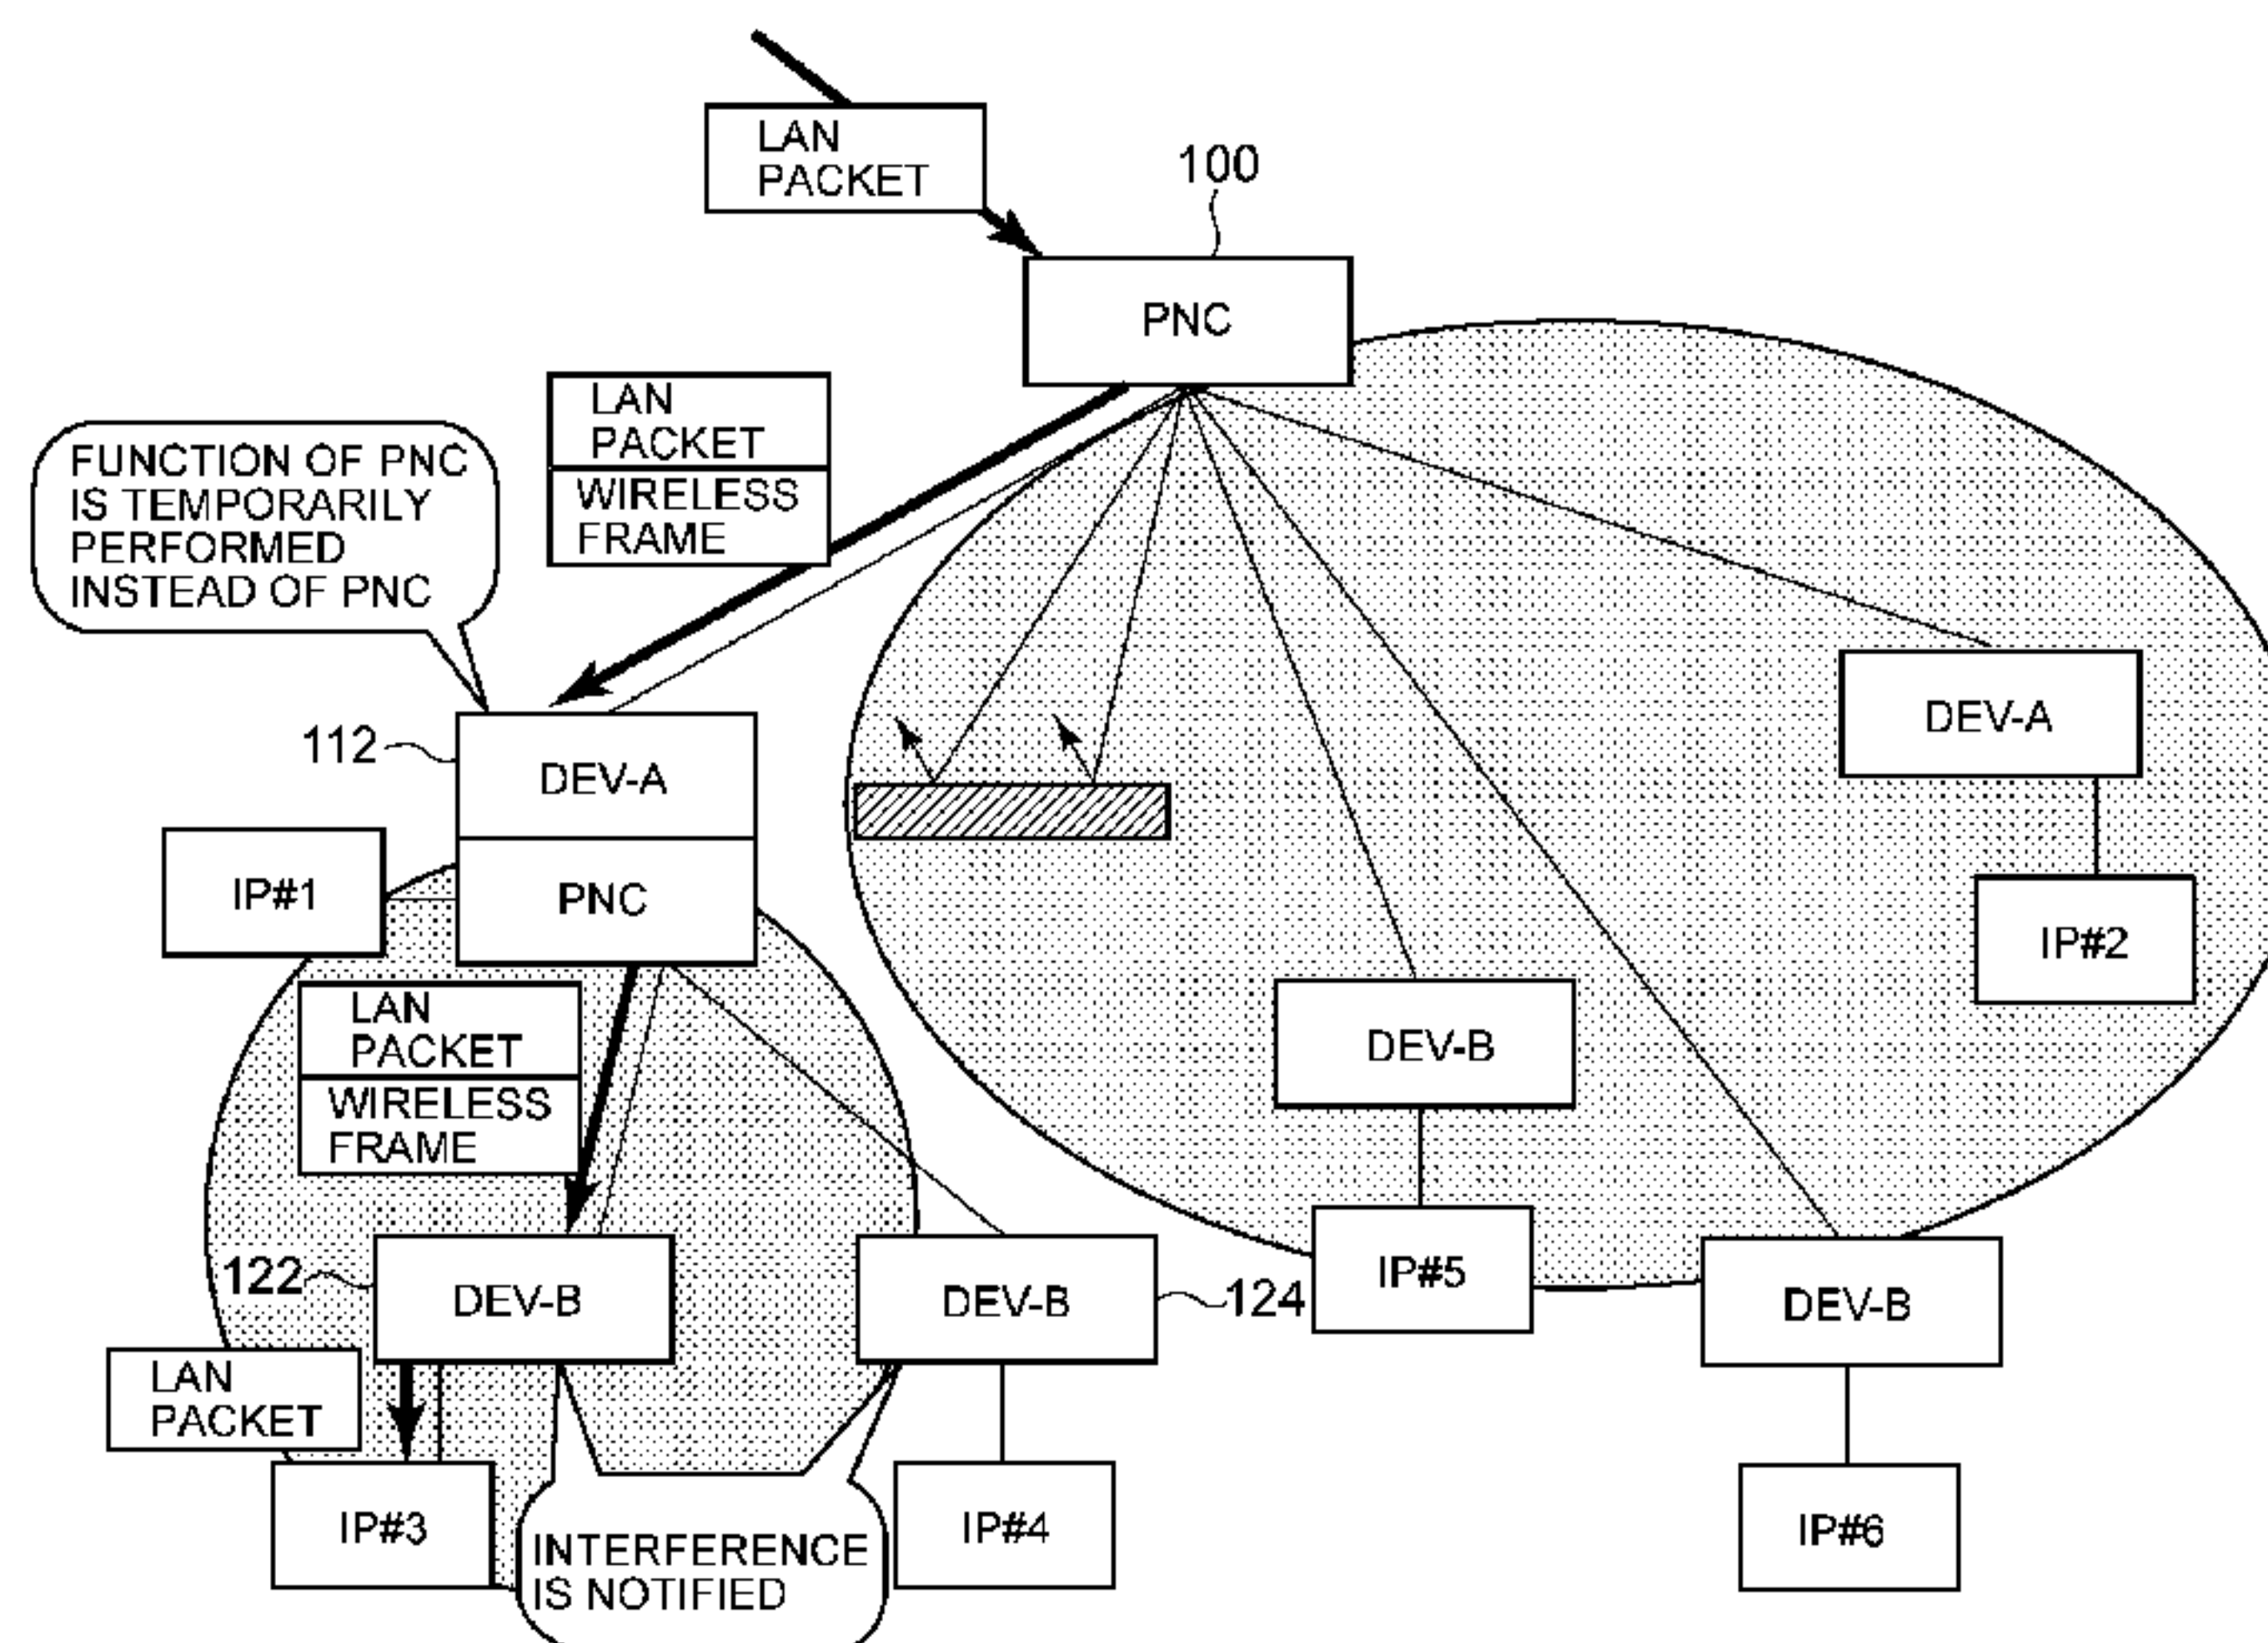 LAN
PACKET
100
PNC
LAN
PACKET
WIRELESS
FRAME
FUNCTION OF PNC
IS TEMPORARILY
PERFORMED
INSTEAD OF PNC
112
DEV-A
PNC
IP#1
DEV-A
IP#2
LAN
PACKET
WIRELESS
FRAME
DEV-B
IP#5
122
DEV-B
DEV-B
124
DEV-B
LAN
PACKET
IP#3
INTERFERENCE
IS NOTIFIED
IP#4
IP#6